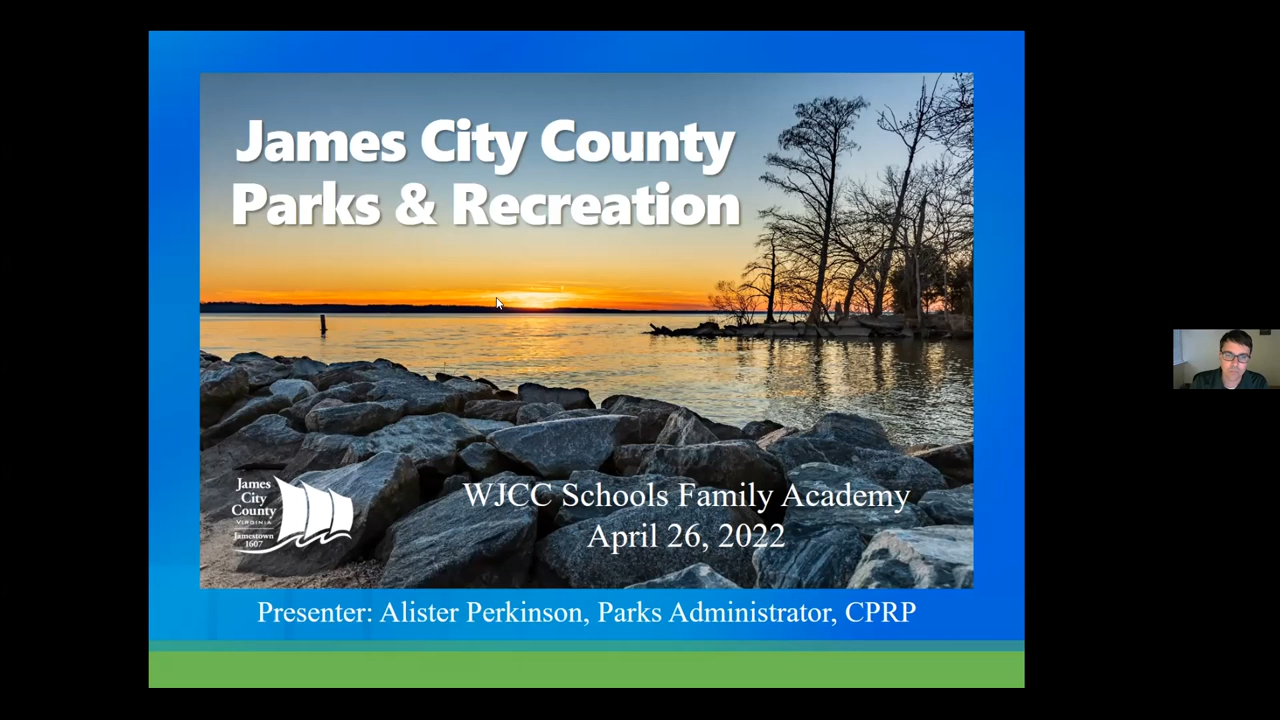 James City County
Parks & Recreation
James
City
County
VIRGINIA
Jamestown
1607
WJCC Schools Family Academy
April 26, 2022
Presenter: Alister Perkinson, Parks Administrator, CPRP